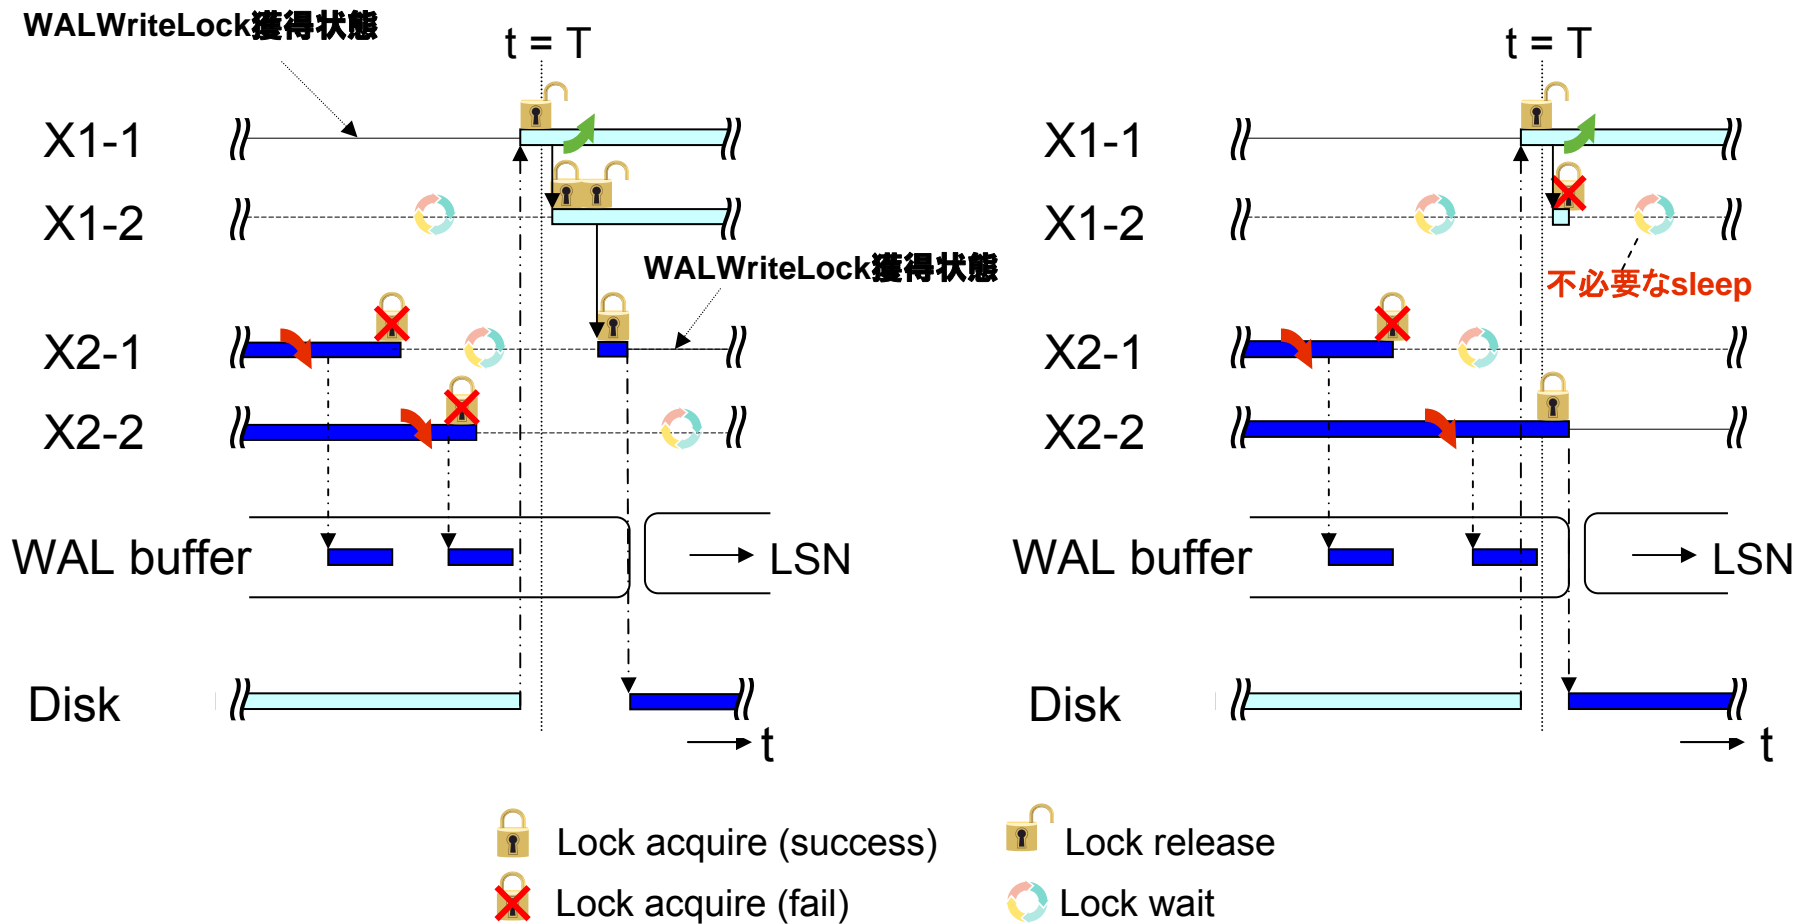 WALWriteLock獲得状態
t = T
X1-1
X1-2
WALWriteLock獲得状態
X2-1
X2-2
WAL buffer
LSN
Disk
t
t = T
X1-1
X1-2
不必要なsleep
X2-1
X2-2
WAL buffer
LSN
Disk
t
Lock acquire (success)
Lock release
Lock acquire (fail)
Lock wait